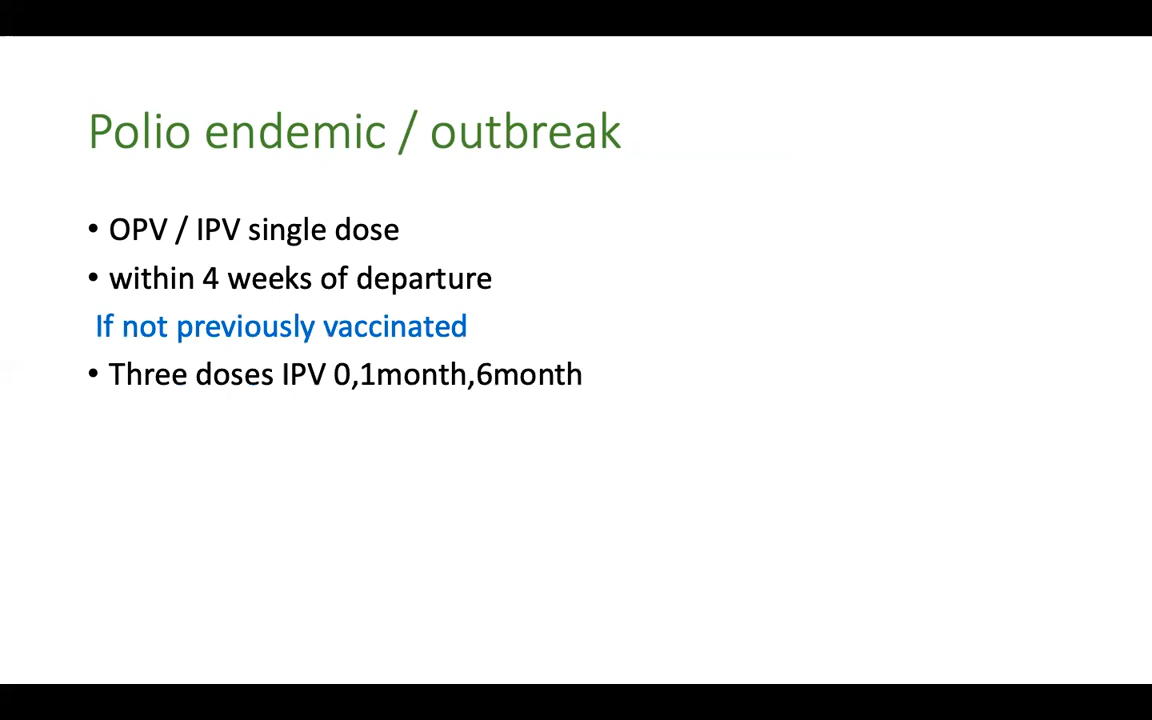 Polio endemic / outbreak
• OPV / IPV single dose
• within 4 weeks of departure
If not previously vaccinated
• Three doses IPV 0,1month,6month